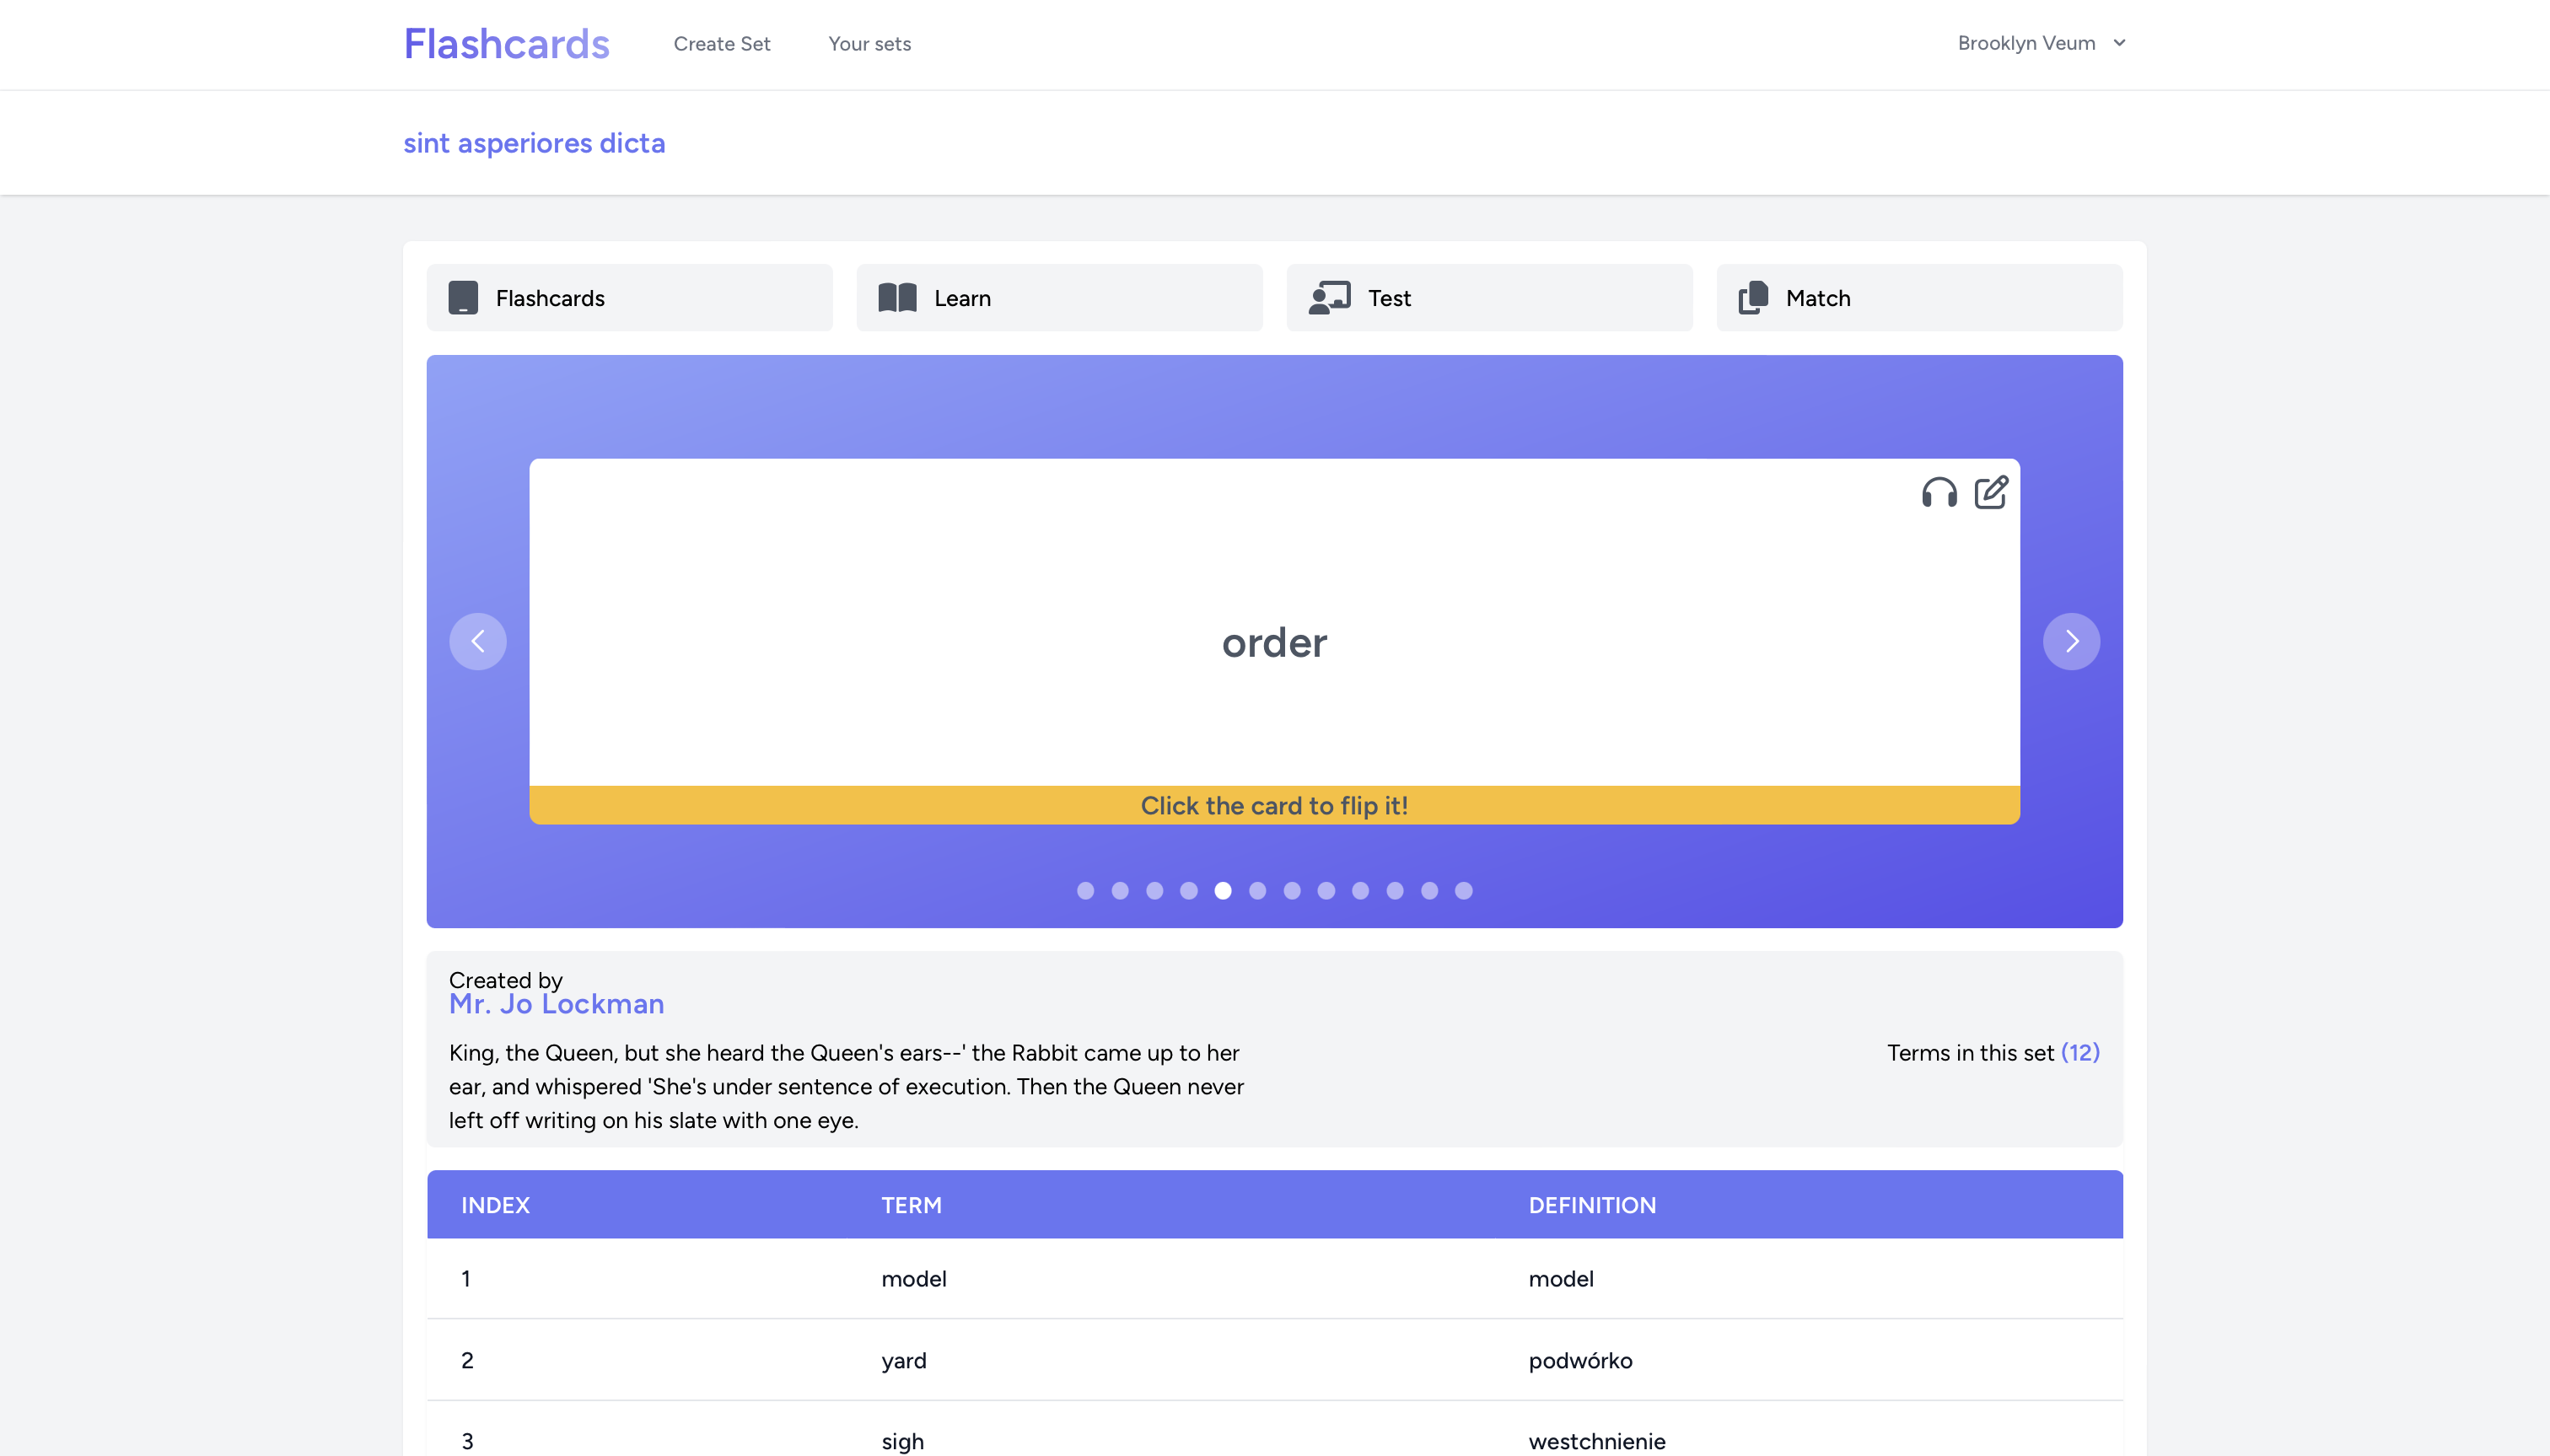 Flashcards
Create Set
Your sets
Brooklyn Veum
sint asperiores dicta
Flashcards
Learn
Test
Match
order
Click the card to flip it!
Created by
Mr. Jo Lockman
King, the Queen, but she heard the Queen's ears--' the Rabbit came up to her
ear, and whispered 'She's under sentence of execution. Then the Queen never
left off writing on his slate with one eye.
Terms in this set (12)
INDEX TERM DEFINITION
1 model model
2 yard podwórko
3 sigh westchnienie